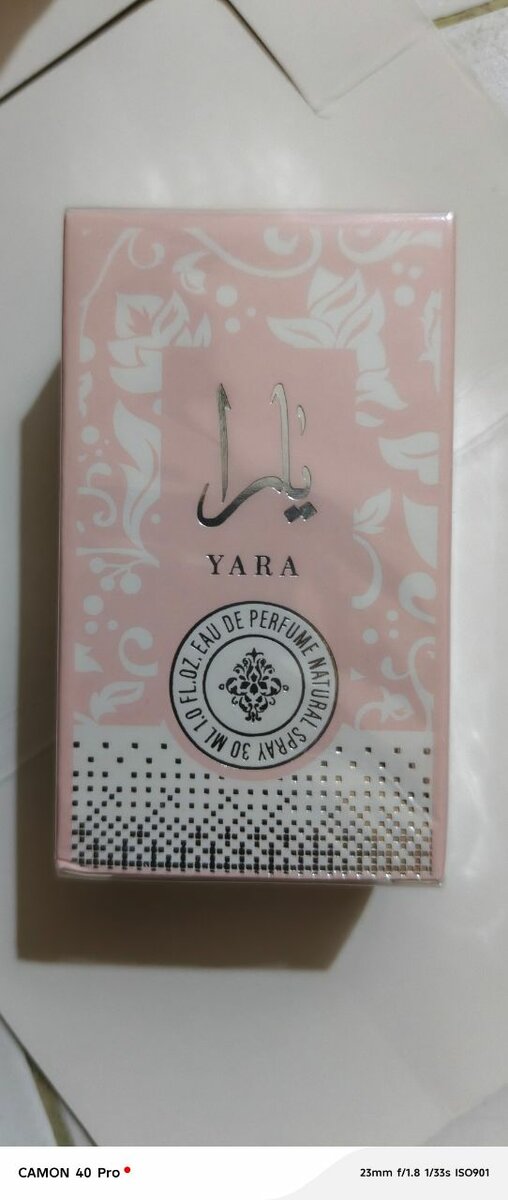 يارا
YARA
EAU DE PERFUME NATURAL SPRAY 30 ML 1.0 FL.OZ.
CAMON 40 Pro
23mm f/1.8 1/33s ISO901